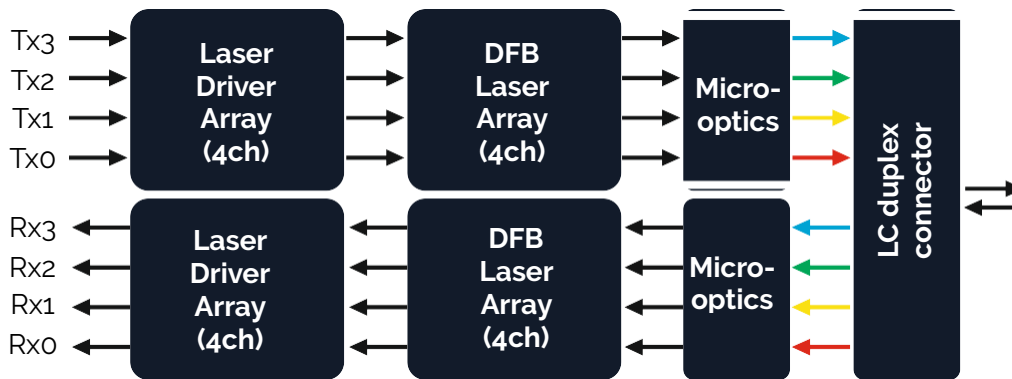 Tx3
Tx2
Tx1
Tx0
Laser
Driver
Array
(4ch)
DFB
Laser
Array
(4ch)
Micro-
optics
LC duplex
connector
Rx3
Rx2
Rx1
Rx0
Laser
Driver
Array
(4ch)
DFB
Laser
Array
(4ch)
Micro-
optics